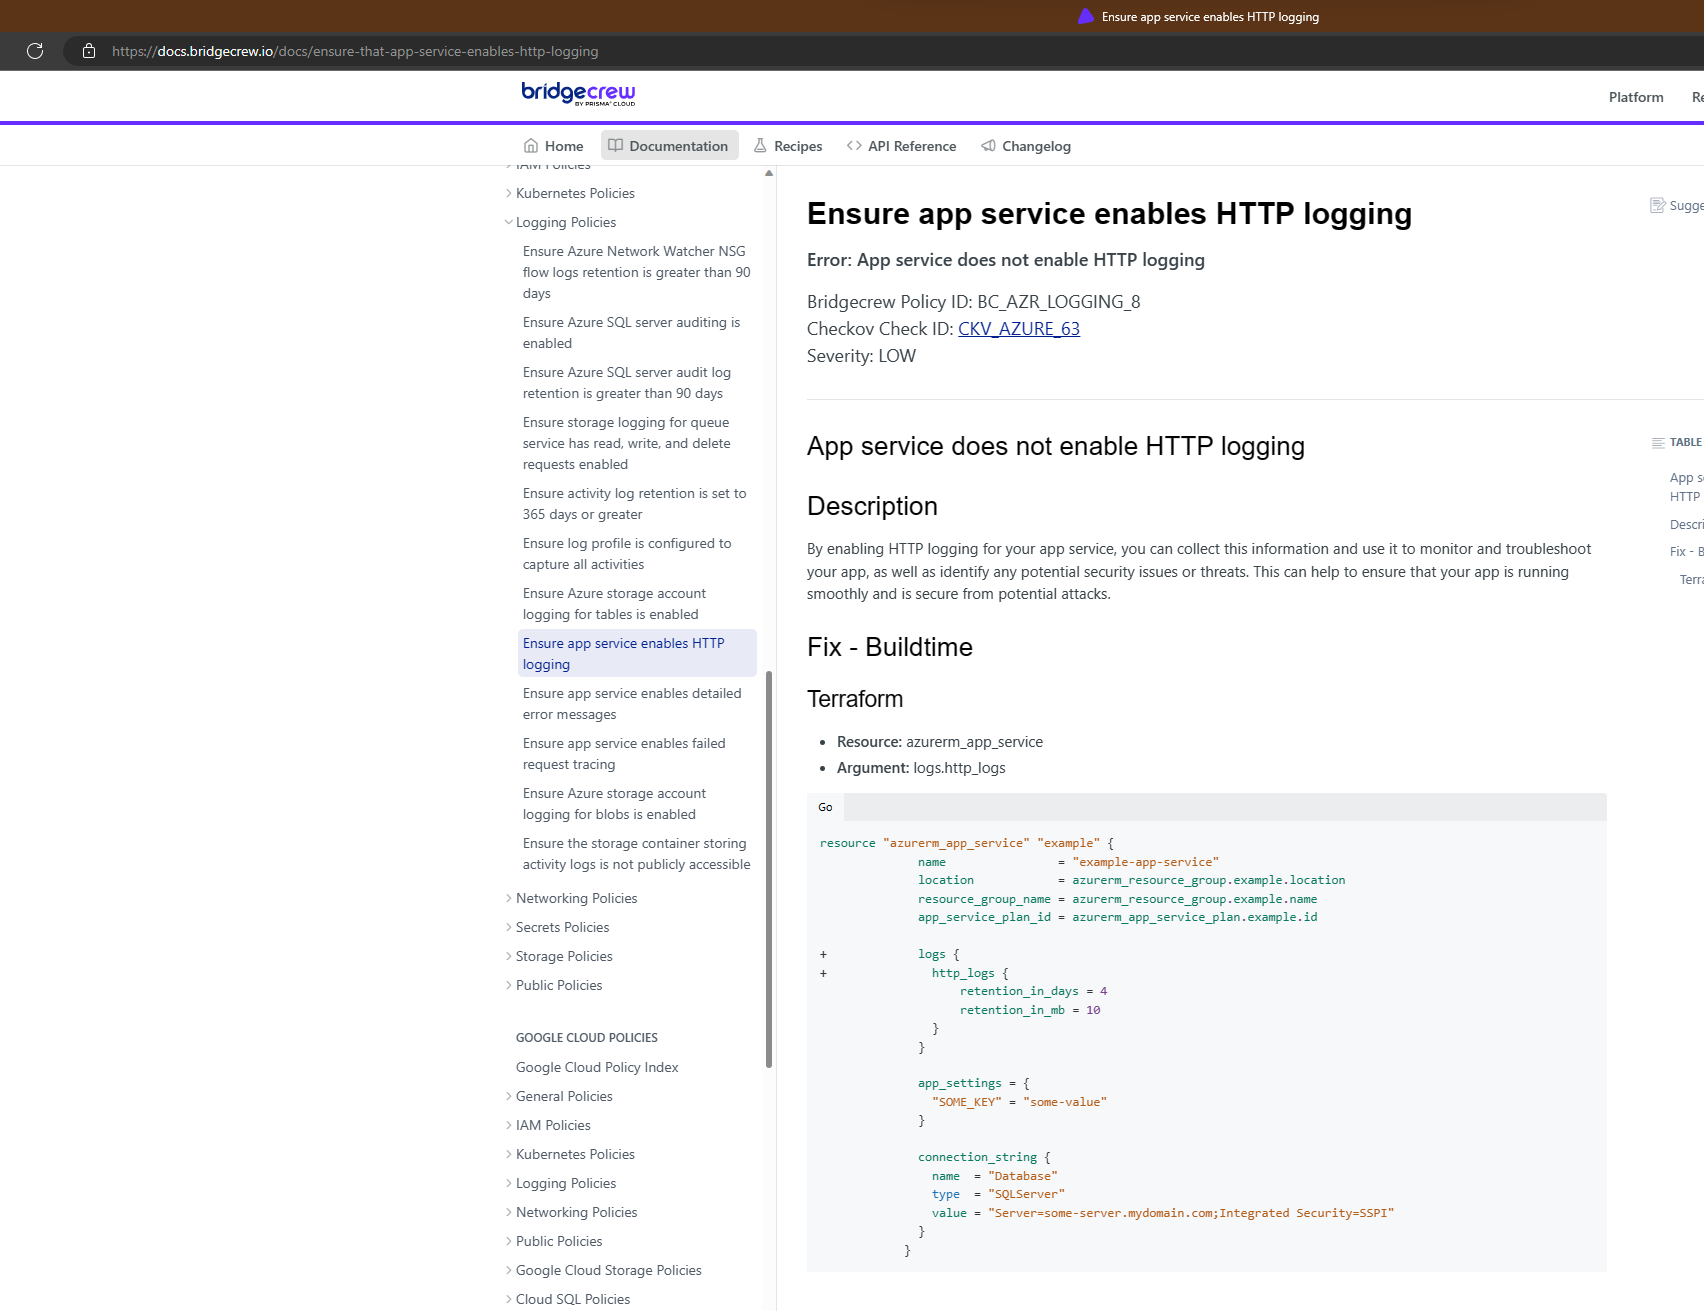 Ensure app service enables HTTP logging
https://docs.bridgecrew.io/docs/ensure-that-app-service-enables-http-logging
bridgecrew
BY PRISMA® CLOUD
Platform
Home
Documentation
Recipes
API Reference
Changelog
IAM Policies
Kubernetes Policies
Logging Policies
Ensure Azure Network Watcher NSG
flow logs retention is greater than 90
days
Ensure Azure SQL server auditing is
enabled
Ensure Azure SQL server audit log
retention is greater than 90 days
Ensure storage logging for queue
service has read, write, and delete
requests enabled
Ensure activity log retention is set to
365 days or greater
Ensure log profile is configured to
capture all activities
Ensure Azure storage account
logging for tables is enabled
Ensure app service enables HTTP
logging
Ensure app service enables detailed
error messages
Ensure app service enables failed
request tracing
Ensure Azure storage account
logging for blobs is enabled
Ensure the storage container storing
activity logs is not publicly accessible
Networking Policies
Secrets Policies
Storage Policies
Public Policies
GOOGLE CLOUD POLICIES
Google Cloud Policy Index
General Policies
IAM Policies
Kubernetes Policies
Logging Policies
Networking Policies
Public Policies
Google Cloud Storage Policies
Cloud SQL Policies
Ensure app service enables HTTP logging
Error: App service does not enable HTTP logging
Bridgecrew Policy ID: BC_AZR_LOGGING_8
Checkov Check ID: CKV_AZURE_63
Severity: LOW
App service does not enable HTTP logging
Description
By enabling HTTP logging for your app service, you can collect this information and use it to monitor and troubleshoot
your app, as well as identify any potential security issues or threats. This can help to ensure that your app is running
smoothly and is secure from potential attacks.
Fix - Buildtime
Terraform
• Resource: azurerm_app_service
• Argument: logs.http_logs
Go
resource "azurerm_app_service" "example" {
name = "example-app-service"
location = azurerm_resource_group.example.location
resource_group_name = azurerm_resource_group.example.name
app_service_plan_id = azurerm_app_service_plan.example.id
+ logs {
+ http_logs {
retention_in_days = 4
retention_in_mb = 10
}
}
app_settings = {
"SOME_KEY" = "some-value"
}
connection_string {
name = "Database"
type = "SQLServer"
value = "Server=some-server.mydomain.com;Integrated Security=SSPI"
}
}
TABLE
App
HTTP
Fix -